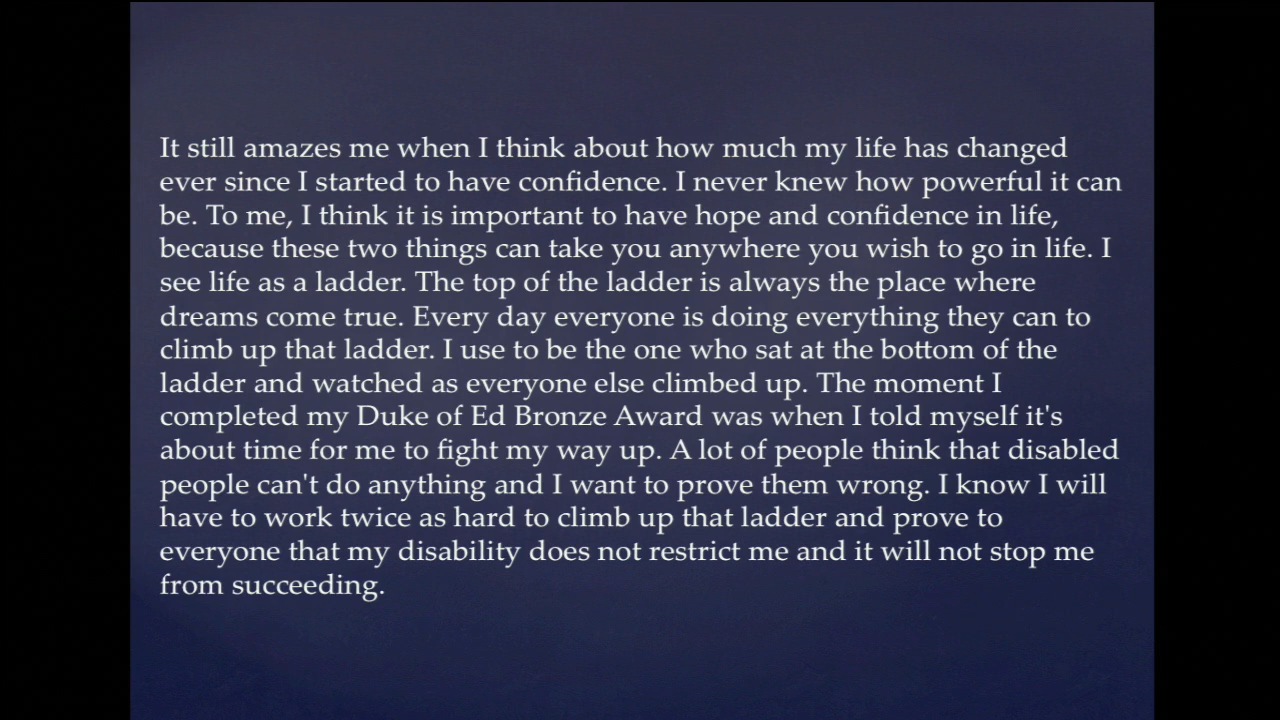 It still amazes me when I think about how much my life has changed
ever since I started to have confidence. I never knew how powerful it can
be. To me, I think it is important to have hope and confidence in life,
because these two things can take you anywhere you wish to go in life. I
see life as a ladder. The top of the ladder is always the place where
dreams come true. Every day everyone is doing everything they can to
climb up that ladder. I use to be the one who sat at the bottom of the
ladder and watched as everyone else climbed up. The moment I
completed my Duke of Ed Bronze Award was when I told myself it's
about time for me to fight my way up. A lot of people think that disabled
people can't do anything and I want to prove them wrong. I know I will
have to work twice as hard to climb up that ladder and prove to
everyone that my disability does not restrict me and it will not stop me
from succeeding.